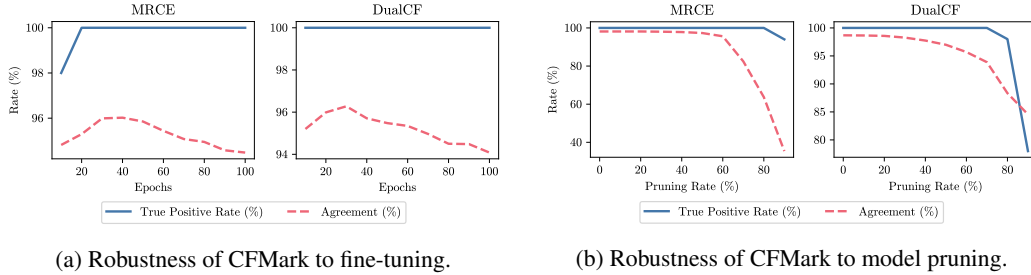 MRCE
DualCF
MRCE
DualCF
100
98
96
Rate (%)
20 40 60 80 100
Epochs
100
98
96
94
20 40 60 80 100
Epochs
True Positive Rate (%) Agreement (%)
100
80
60
40
Rate (%)
0 20 40 60 80
Pruning Rate (%)
100
95
90
85
80
0 20 40 60 80
Pruning Rate (%)
True Positive Rate (%) Agreement (%)
(a) Robustness of CFMark to fine-tuning.
(b) Robustness of CFMark to model pruning.